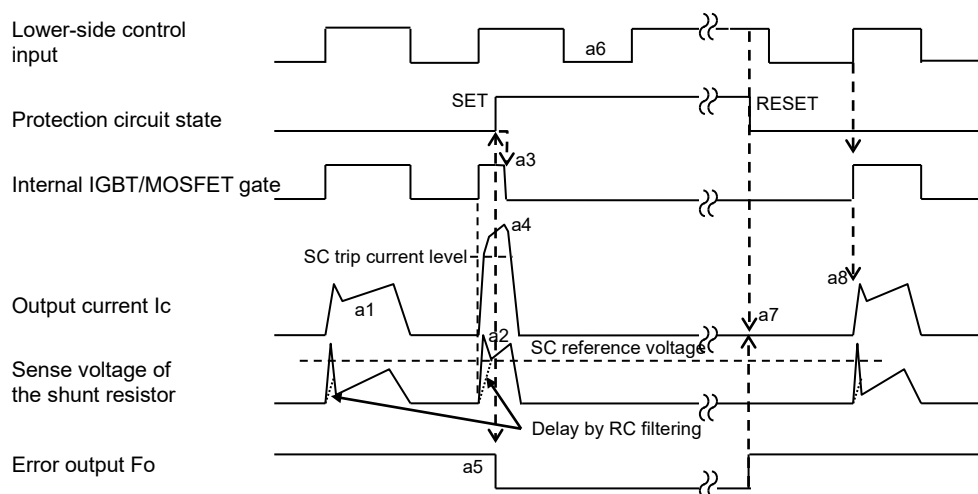 Lower-side control
input
a6
SET
RESET
Protection circuit state
a3
Internal IGBT/MOSFET gate
a4
SC trip current level
a8
Output current Ic
a1
a7
a2
SC reference voltage
Sense voltage of
the shunt resistor
Delay by RC filtering
Error output Fo
a5